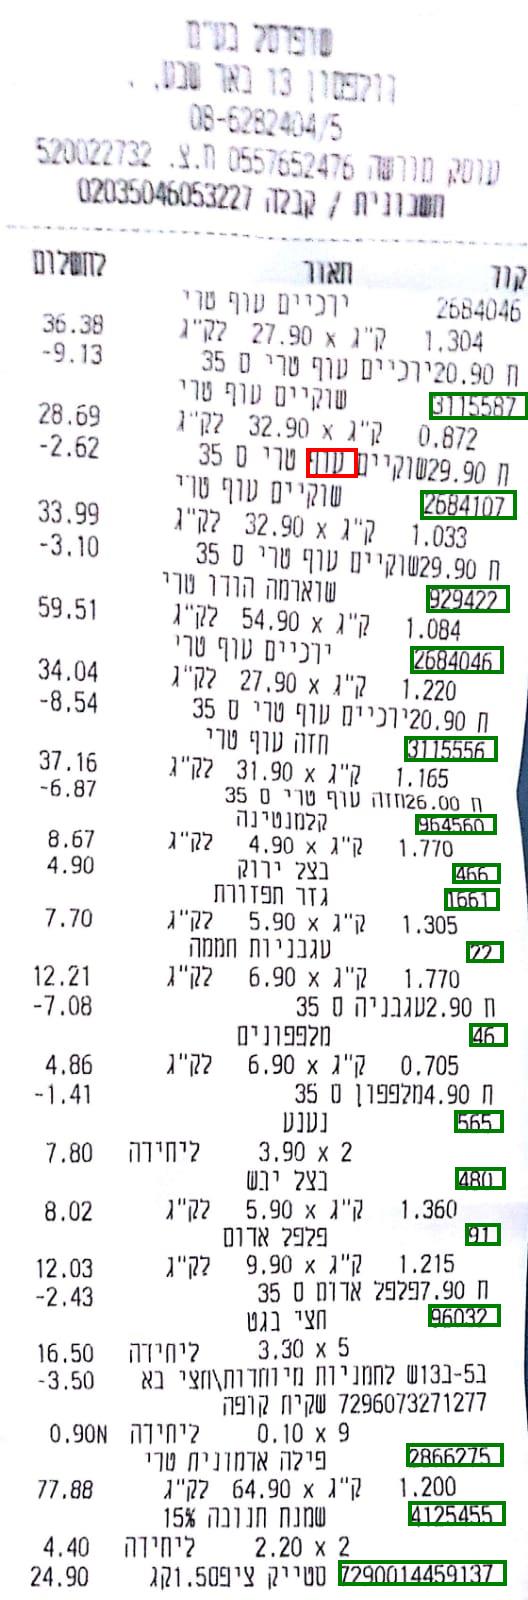 שופרסל בע"מ
וולפסון 13 באר שבע, .
08-6282404/5
עוסק מורשה 0557652476 ח.צ. 520022732
חשבונית / קבלה 02035046053227
קוד תאור לתשלום
2684046 ירכיים עוף טרי
1.304 ק"ג x 27.90 לק"ג 36.38
ח 20.90ירכיים עוף טרי ס 35 -9.13
3115587 שוקיים עוף טרי
0.872 ק"ג x 32.90 לק"ג 28.69
ח 29.90שוקיים עוף טרי ס 35 -2.62
2684107 שוקיים עוף טרי
1.033 ק"ג x 32.90 לק"ג 33.99
ח 29.90שוקיים עוף טרי ס 35 -3.10
929422 שוארמה הודו טרי
1.084 ק"ג x 54.90 לק"ג 59.51
2684046 ירכיים עוף טרי
1.220 ק"ג x 27.90 לק"ג 34.04
ח 20.90ירכיים עוף טרי ס 35 -8.54
3115556 חזה עוף טרי
1.165 ק"ג x 31.90 לק"ג 37.16
ח 26.00חזה עוף טרי ס 35 -6.87
964560 קלמנטינה
1.770 ק"ג x 4.90 לק"ג 8.67
466 בצל ירוק 4.90
1661 גזר תפזורת
1.305 ק"ג x 5.90 לק"ג 7.70
22 עגבניות חממה
1.770 ק"ג x 6.90 לק"ג 12.21
ח 2.90עגבניה ס 35 -7.08
46 מלפפונים
0.705 ק"ג x 6.90 לק"ג 4.86
ח 4.90מלפפון ס 35 -1.41
565 נענע
2 x 3.90 ליחידה 7.80
480 בצל יבש
1.360 ק"ג x 5.90 לק"ג 8.02
91 פלפל אדום
1.215 ק"ג x 9.90 לק"ג 12.03
ח 7.90פלפל אדום ס 35 -2.43
96032 חצי בגט
5 x 3.30 ליחידה 16.50
ב5-ב13ש לחמניות מיוחדות\חצי בא -3.50
7296073271277 שקית קופה
9 x 0.10 ליחידה 0.90N
2866275 פילה אדמונית טרי
1.200 ק"ג x 64.90 לק"ג 77.88
4125455 שמנת תנובה 15%
2 x 2.20 ליחידה 4.40
7290014459137 סטייק ציפס1.50קג 24.90